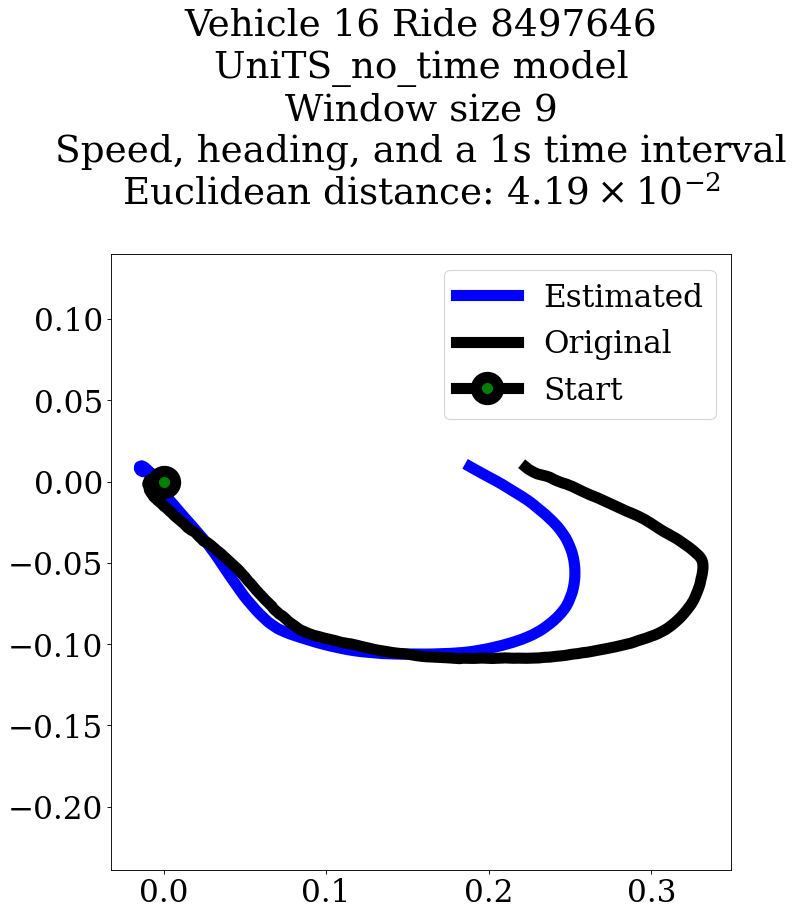 Vehicle 16 Ride 8497646
UniTS_no_time model
Window size 9
Speed, heading, and a 1s time interval
Euclidean distance: 4.19 × 10⁻²
Estimated
Original
Start
0.10
0.05
0.00
−0.05
−0.10
−0.15
−0.20
0.0 0.1 0.2 0.3